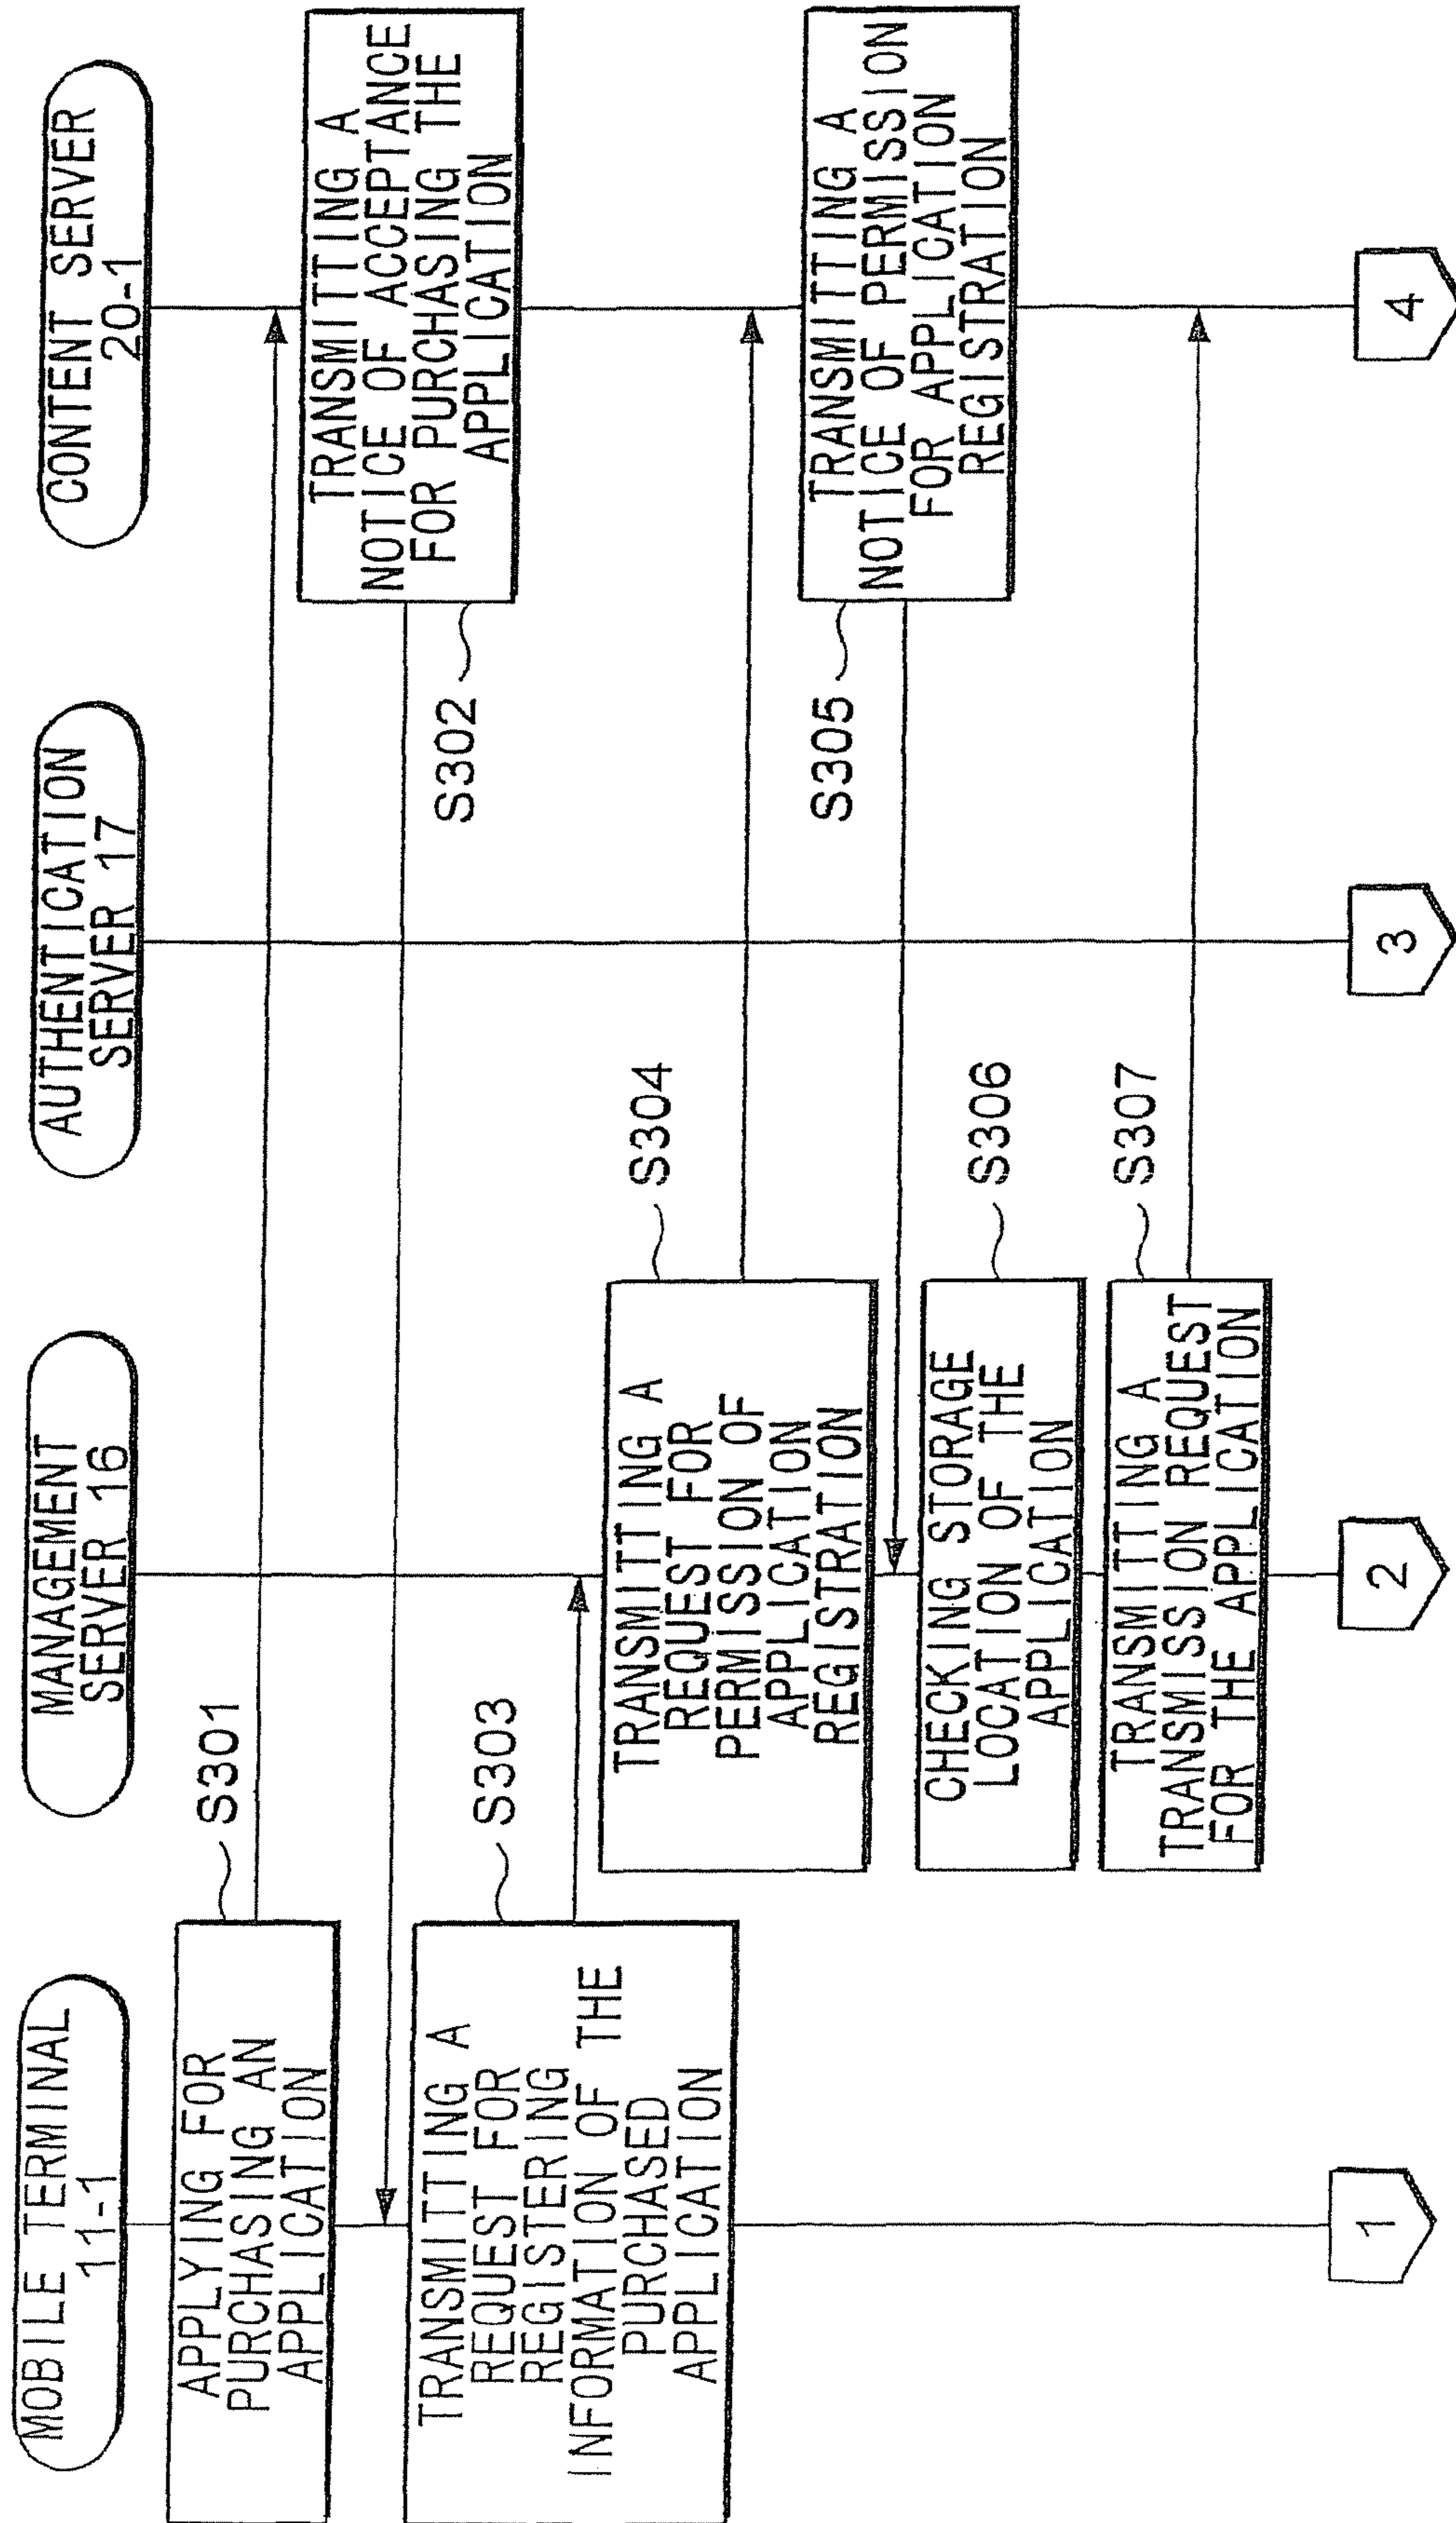 MOBILE TERMINAL
11-1
MANAGEMENT
SERVER 16
AUTHENTICATION
SERVER 17
CONTENT SERVER
20-1
APPLYING FOR
PURCHASING AN
APPLICATION
S301
TRANSMITTING A
NOTICE OF ACCEPTANCE
FOR PURCHASING THE
APPLICATION
S302
TRANSMITTING A
REQUEST FOR
REGISTERING
INFORMATION OF THE
PURCHASED
APPLICATION
S303
TRANSMITTING A
REQUEST FOR
PERMISSION OF
APPLICATION
REGISTRATION
S304
TRANSMITTING A
NOTICE OF PERMISSION
FOR APPLICATION
REGISTRATION
S305
CHECKING STORAGE
LOCATION OF THE
APPLICATION
S306
TRANSMITTING A
TRANSMISSION REQUEST
FOR THE APPLICATION
S307
1
2
3
4